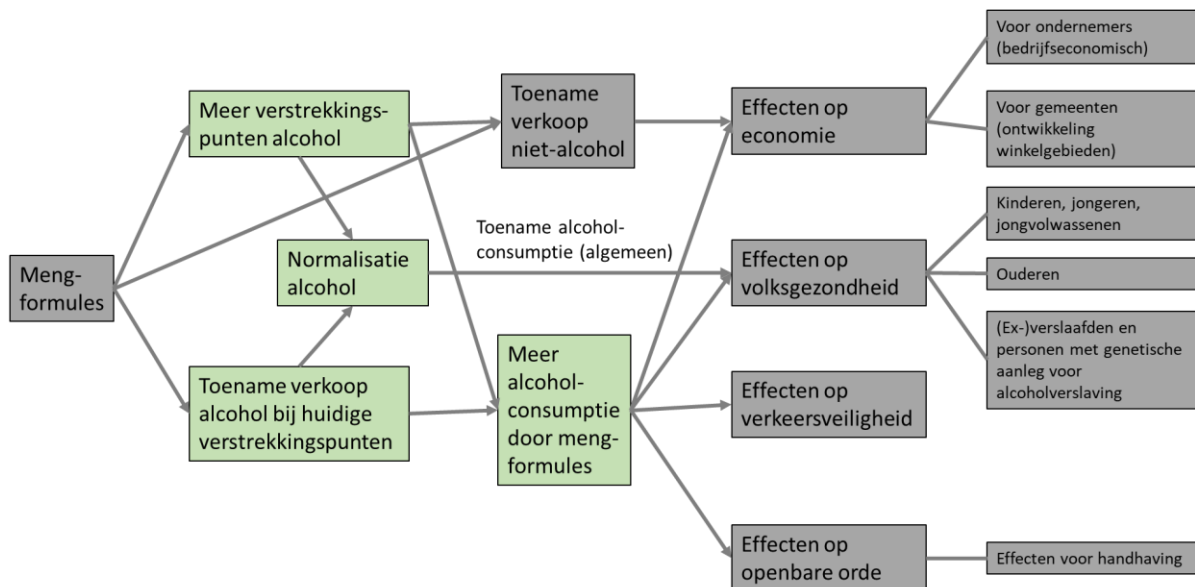 Meng-
formules
Meer verstrekkings-
punten alcohol
Normalisatie
alcohol
Toename verkoop
alcohol bij huidige
verstrekkingspunten
Toename
verkoop
niet-alcohol
Toename alcohol-
consumptie (algemeen)
Meer
alcohol-
consumptie
door meng-
formules
Effecten op
economie
Effecten op
volksgezondheid
Effecten op
verkeersveiligheid
Effecten op
openbare orde
Voor ondernemers
(bedrijfseconomisch)
Voor gemeenten
(ontwikkeling
winkelgebieden)
Kinderen, jongeren,
jongvolwassenen
Ouderen
(Ex-)verslaafden en
personen met genetische
aanleg voor
alcoholverslaving
Effecten voor handhaving